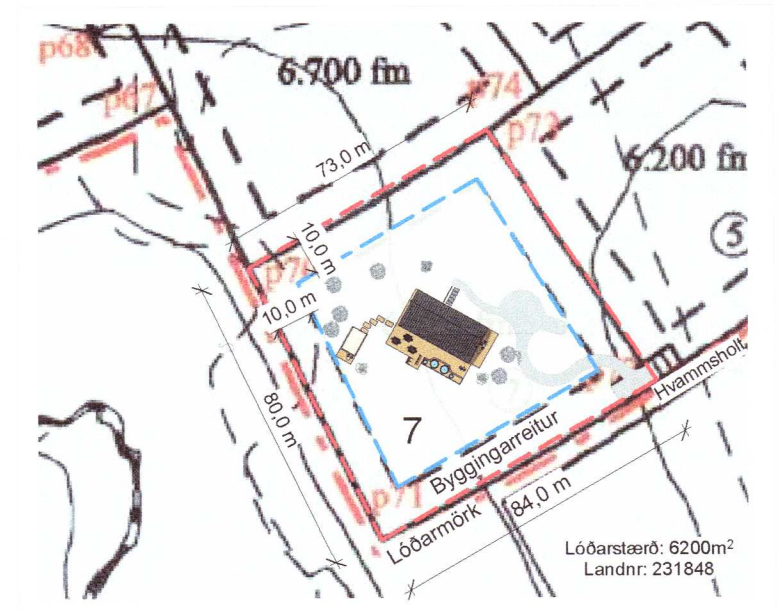 p68
6.700 fm
p67
p74
p73
73,0 m
6.200 fm
5
10,0 m
p70
10,0 m
Hvammsholt
80,0 m
7
Byggingarreitur
p71
84,0 m
Lóðarmörk
Lóðarstærð: 6200m²
Landnr: 231848